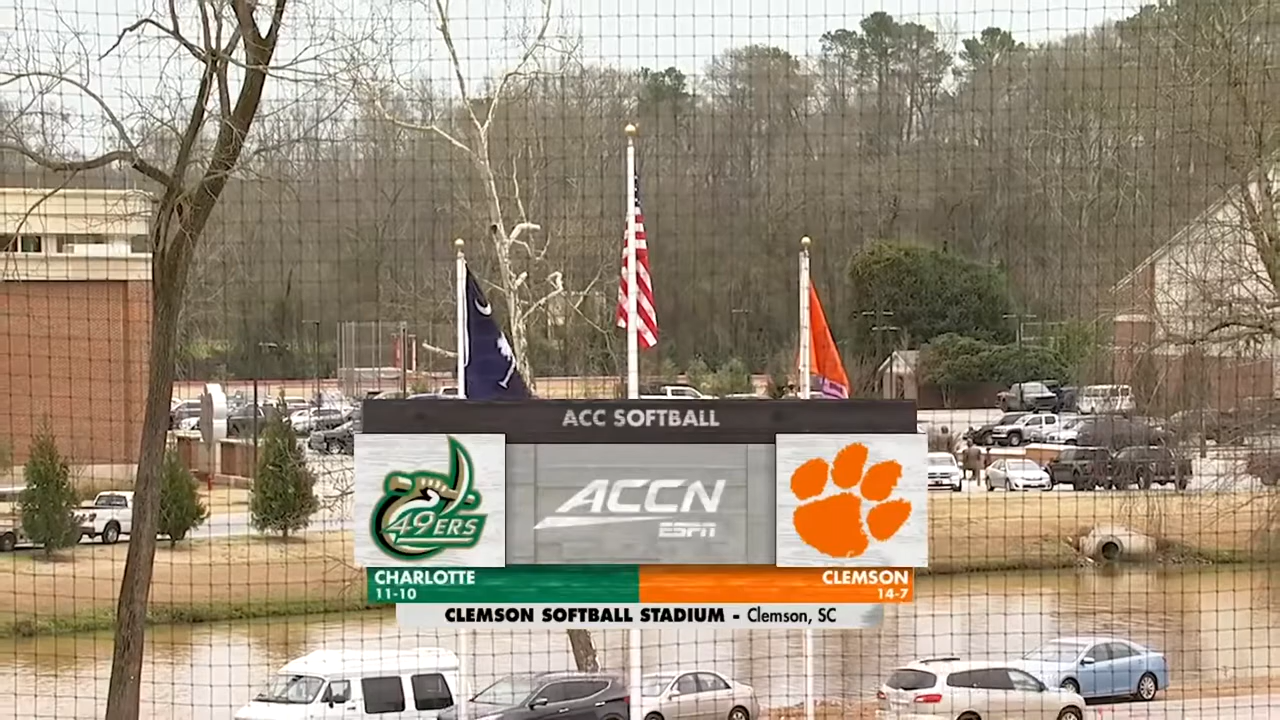 ACC SOFTBALL
49ERS
ACCN
ESPN
CHARLOTTE
11-10
CLEMSON
14-7
CLEMSON SOFTBALL STADIUM - Clemson, SC